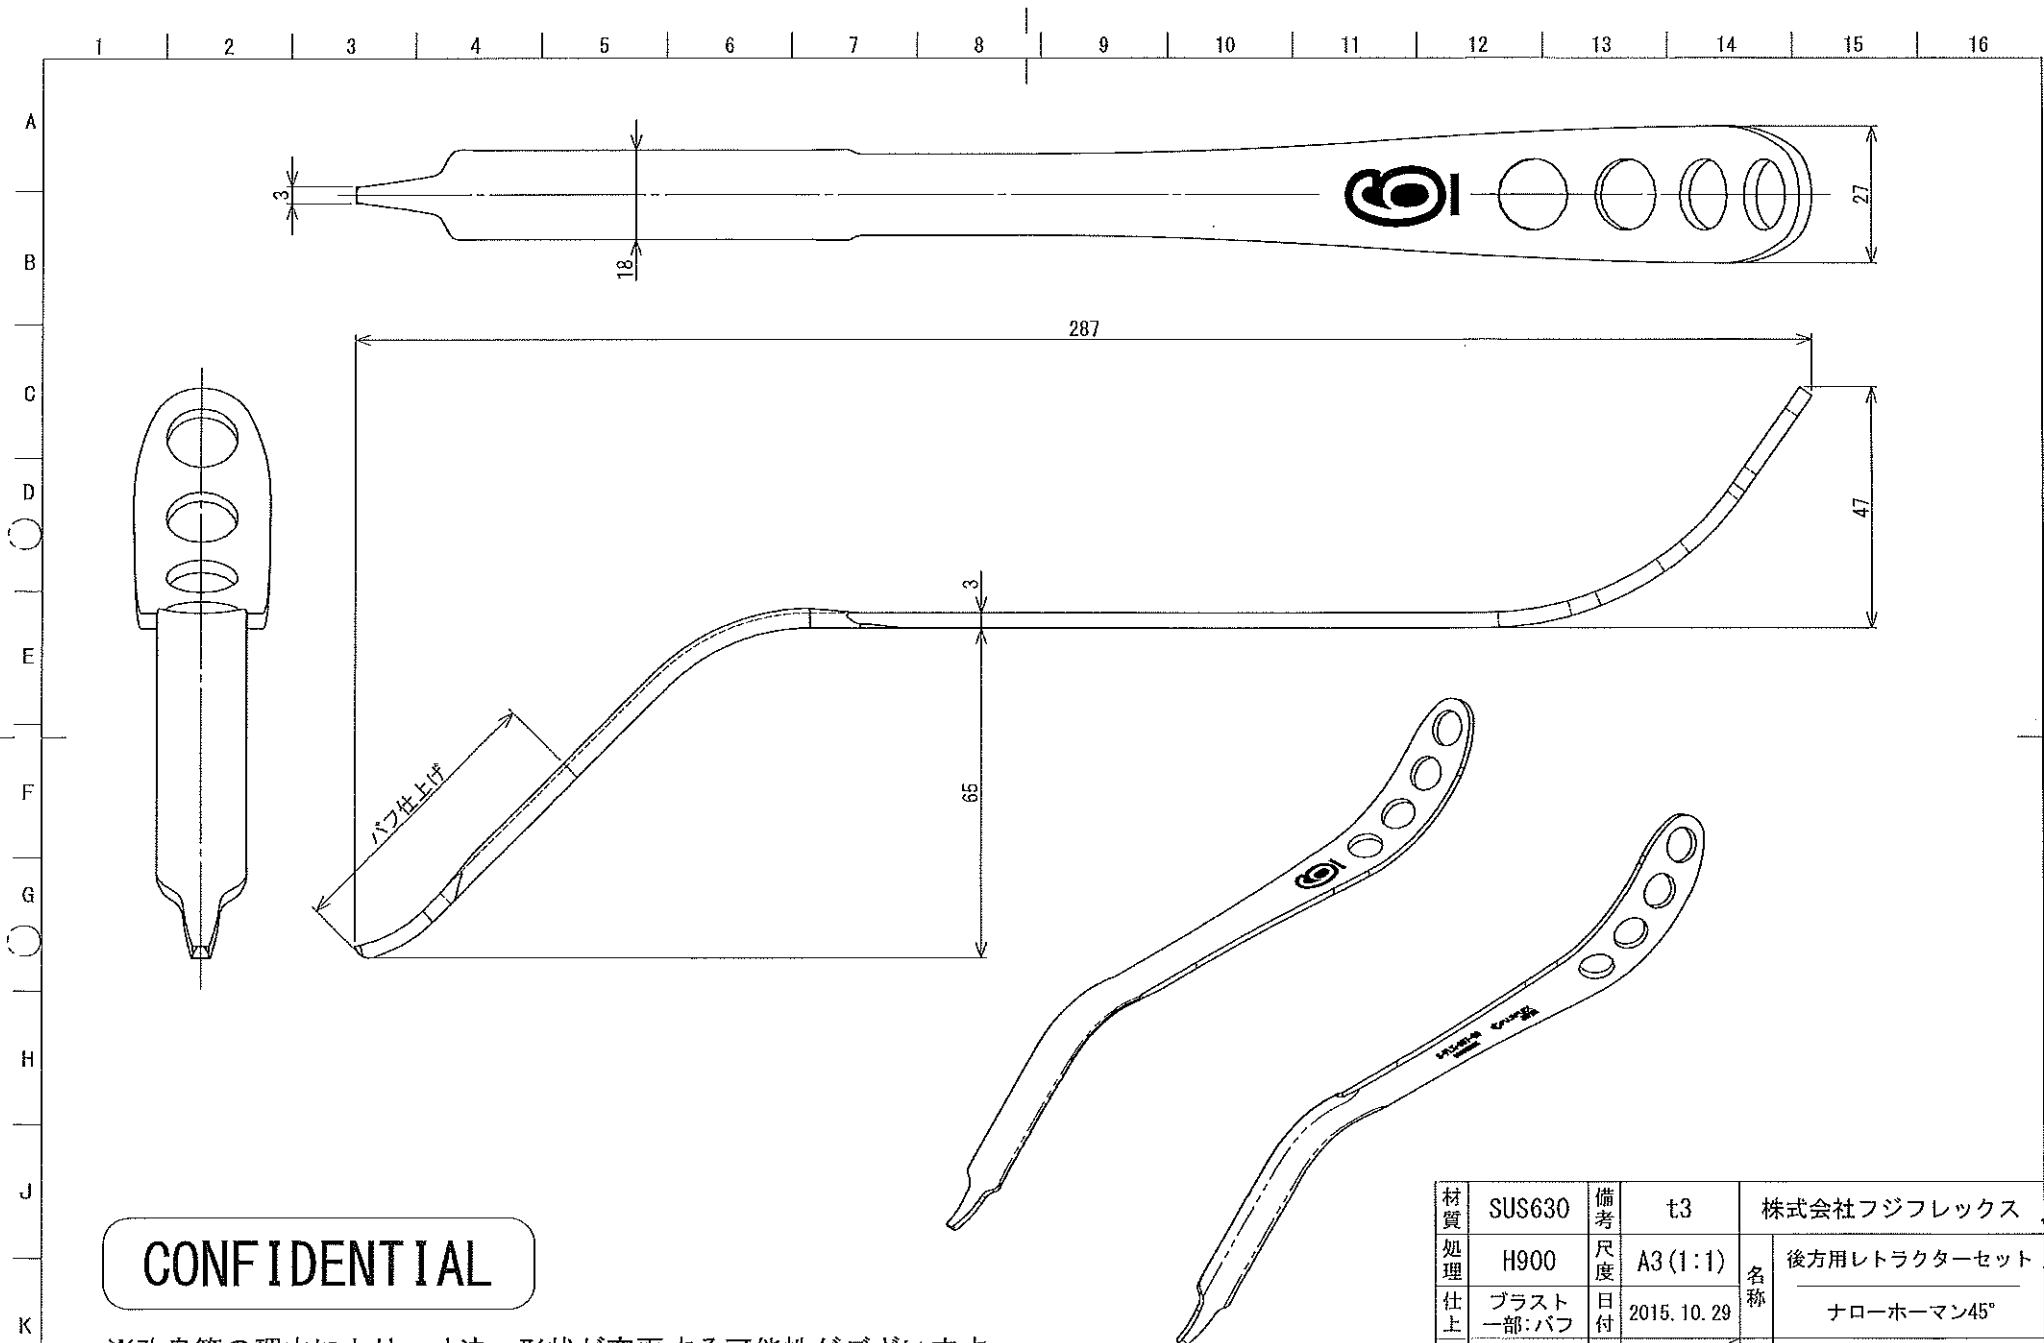 1 2 3 4 5 6 7 8 9 10 11 12 13 14 15 16
A
B
C
D
E
F
G
H
J
K
3
18
6
27
287
47
3
65
バフ仕上げ
6
CONFIDENTIAL
材質 SUS630 備考 t3 株式会社フジフレックス
処理 H900 尺度 A3(1:1) 名称 後方用レトラクターセット
仕上 ブラスト 一部:バフ 日付 2015.10.29 ナローホーマン45°